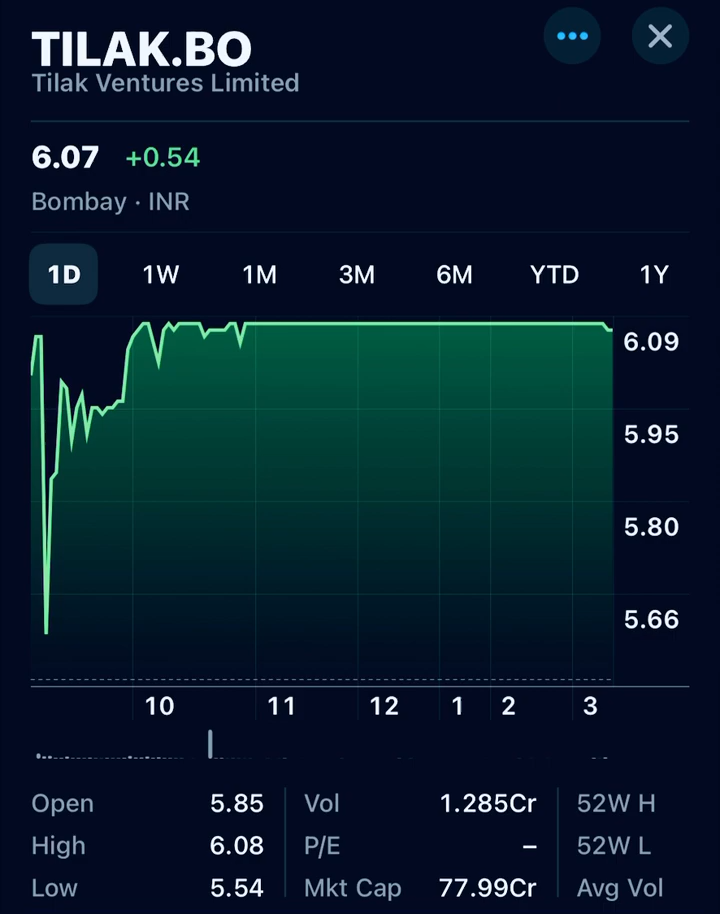 TILAK.BO
Tilak Ventures Limited
6.07 +0.54
Bombay · INR
1D 1W 1M 3M 6M YTD 1Y
6.09
5.95
5.80
5.66
10 11 12 1 2 3
Open 5.85 Vol 1.285Cr 52W H
High 6.08 P/E – 52W L
Low 5.54 Mkt Cap 77.99Cr Avg Vol